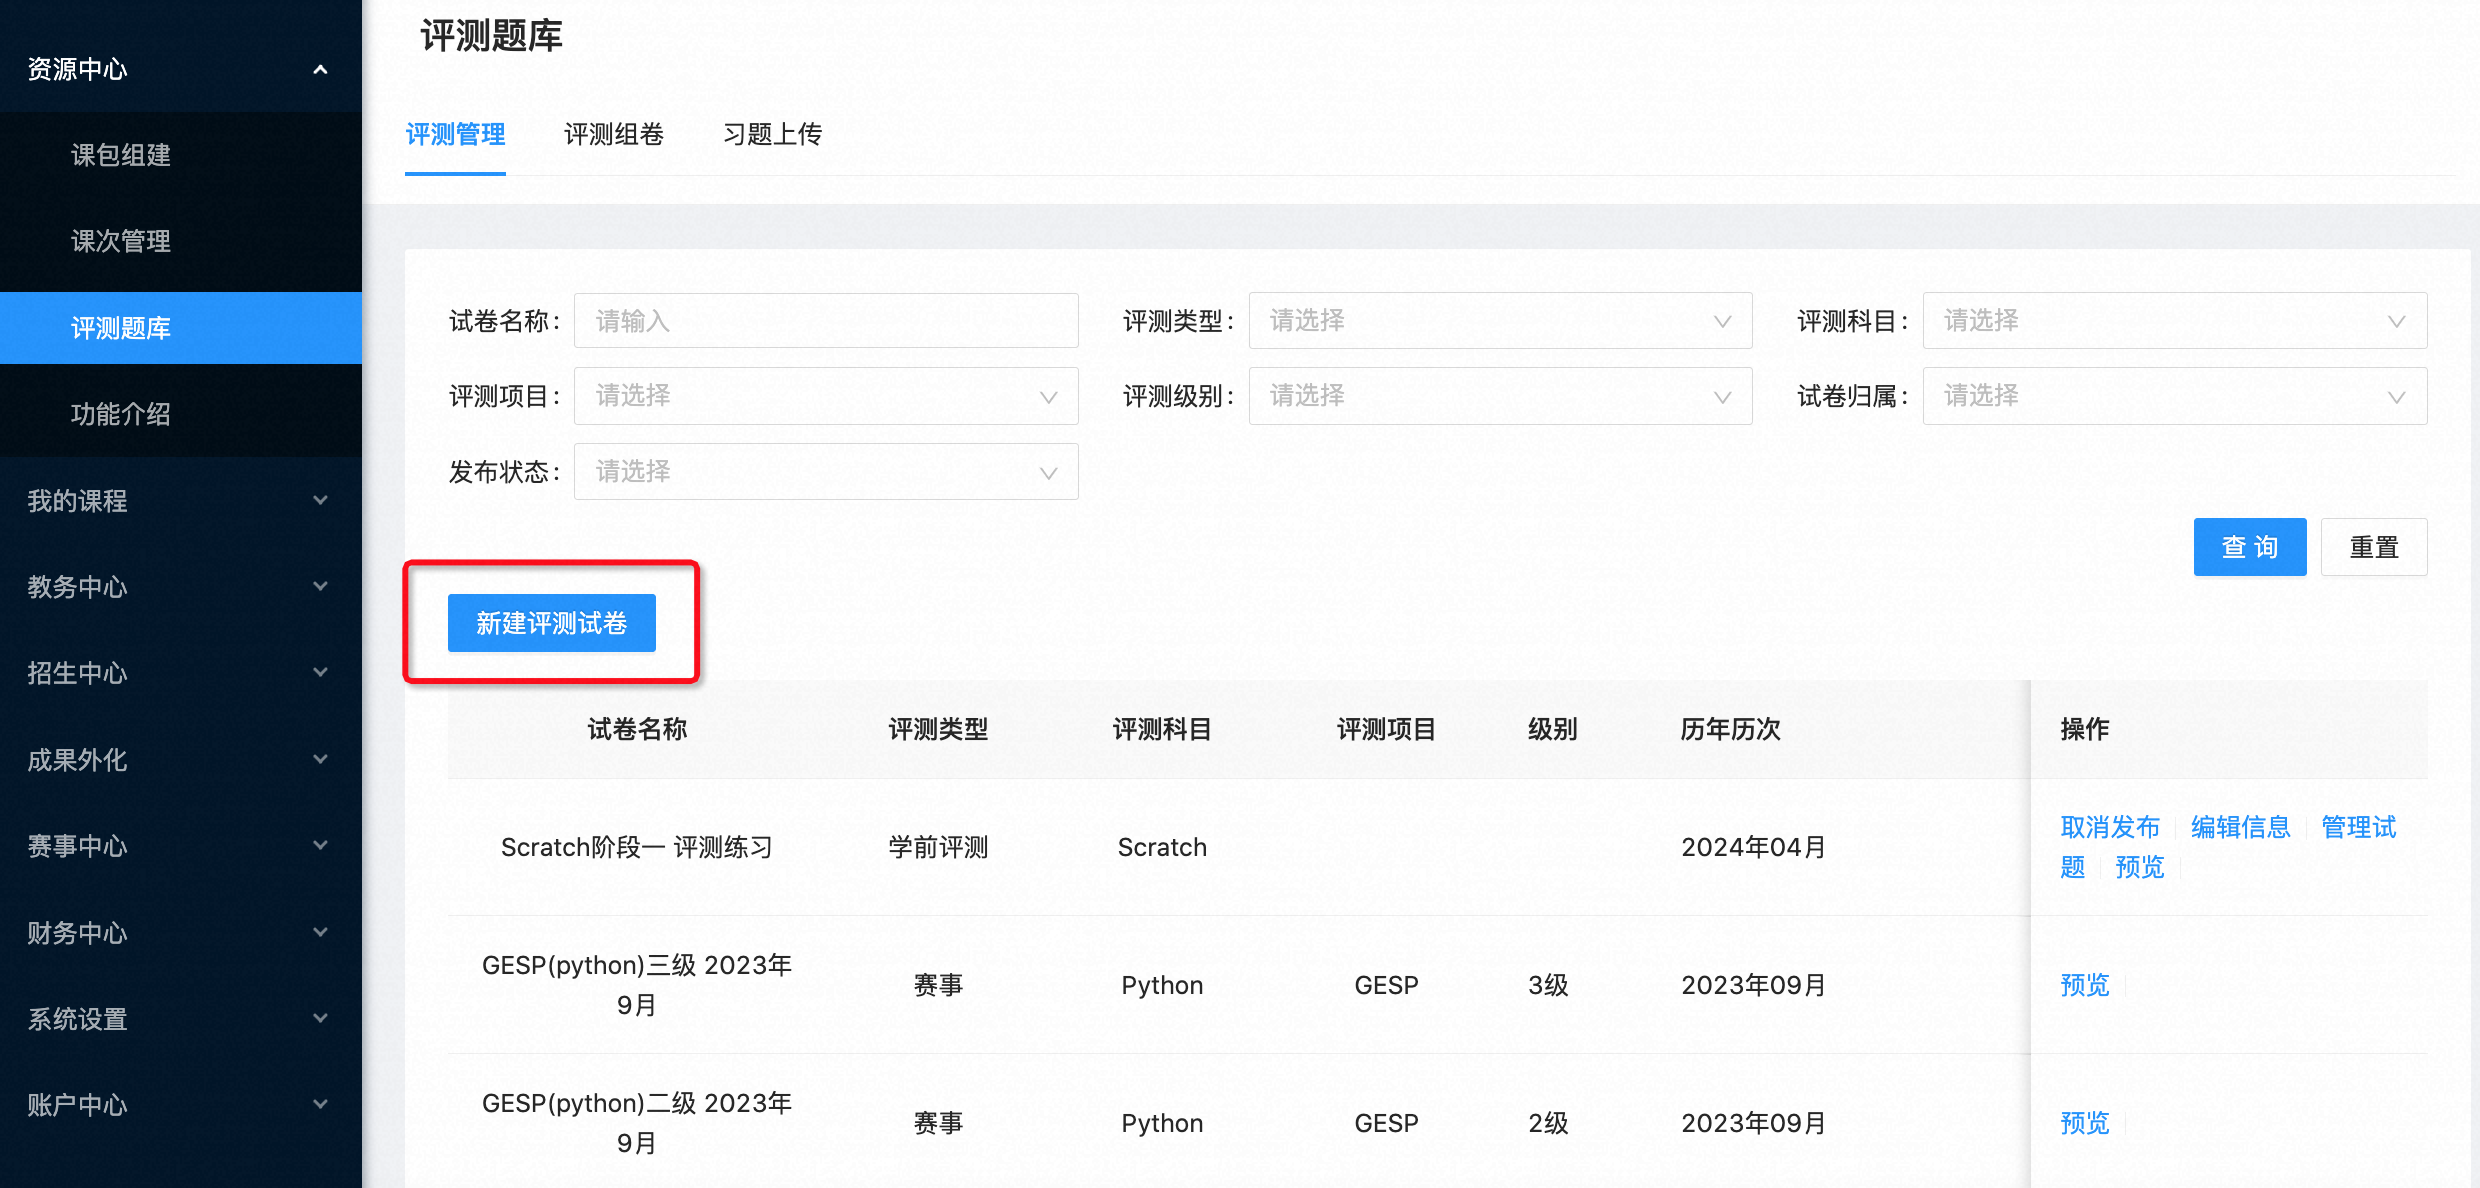 资源中心
课包组建
课次管理
评测题库
功能介绍
我的课程
教务中心
招生中心
成果外化
赛事中心
财务中心
系统设置
账户中心
评测题库
评测管理 评测组卷 习题上传
试卷名称: 请输入 评测类型: 请选择 评测科目: 请选择
评测项目: 请选择 评测级别: 请选择 试卷归属: 请选择
发布状态: 请选择
查 询 重置
新建评测试卷
试卷名称 评测类型 评测科目 评测项目 级别 历年历次 操作
Scratch阶段一 评测练习 学前评测 Scratch 2024年04月 取消发布 编辑信息 管理试
题 预览
GESP(python)三级 2023年
9月 赛事 Python GESP 3级 2023年09月 预览
GESP(python)二级 2023年
9月 赛事 Python GESP 2级 2023年09月 预览